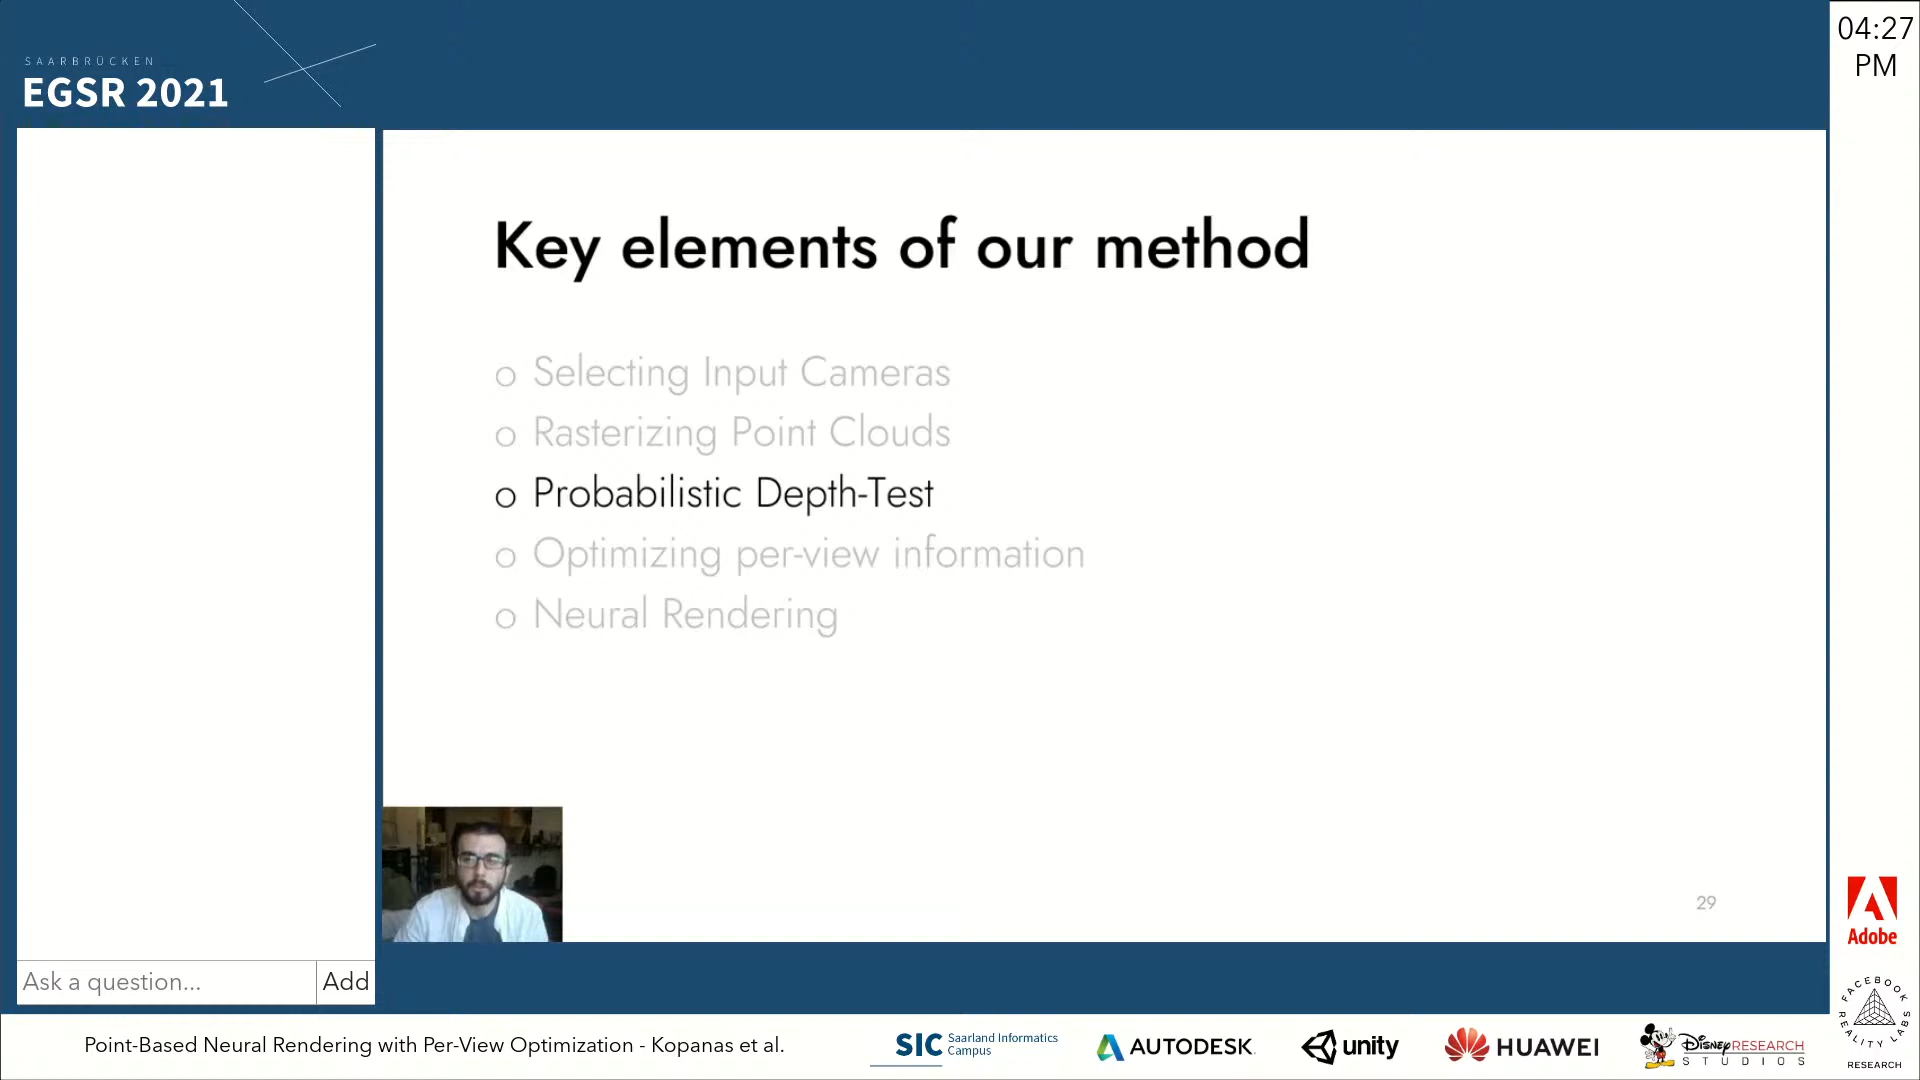 SAARBRÜCKEN
EGSR 2021
04:27
PM
Key elements of our method
o Selecting Input Cameras
o Rasterizing Point Clouds
o Probabilistic Depth-Test
o Optimizing per-view information
o Neural Rendering
29
Ask a question...
Add
Adobe
FACEBOOK
REALITY LABS
RESEARCH
Point-Based Neural Rendering with Per-View Optimization - Kopanas et al.
SIC Saarland Informatics
Campus
AUTODESK
unity
HUAWEI
Disney RESEARCH
STUDIOS